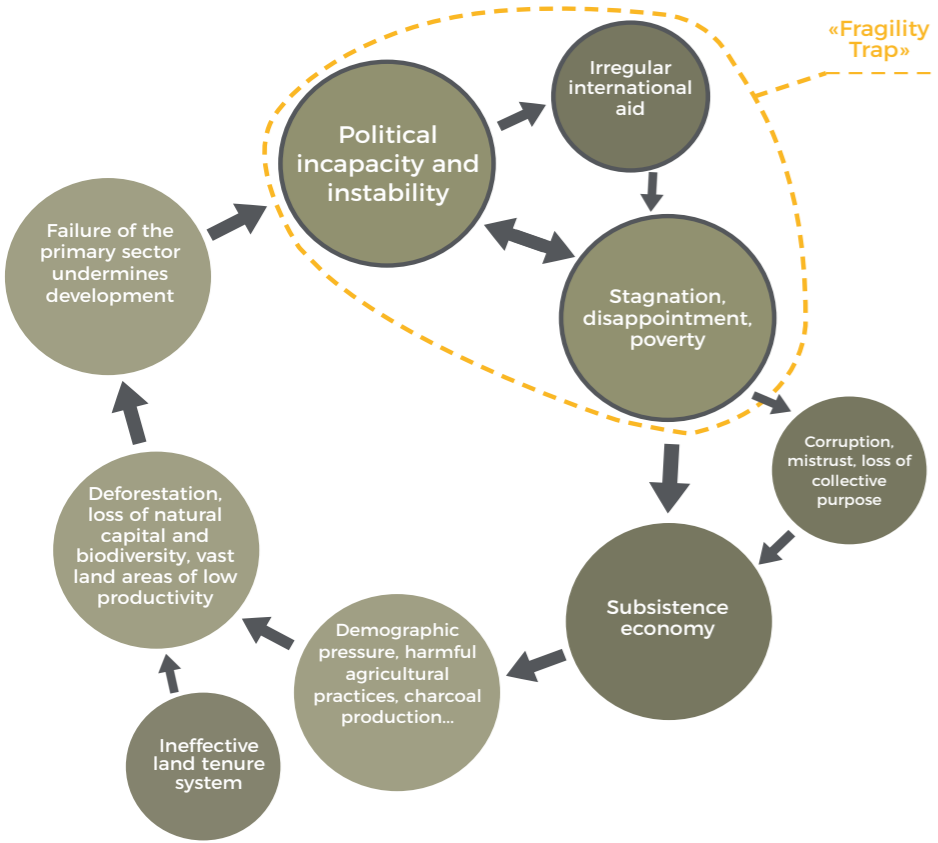 «Fragility
Trap»
Irregular
international
aid
Political
incapacity and
instability
Failure of the
primary sector
undermines
development
Stagnation,
disappointment,
poverty
Corruption,
mistrust, loss of
collective
purpose
Deforestation,
loss of natural
capital and
biodiversity, vast
land areas of low
productivity
Subsistence
economy
Demographic
pressure, harmful
agricultural
practices, charcoal
production...
Ineffective
land tenure
system